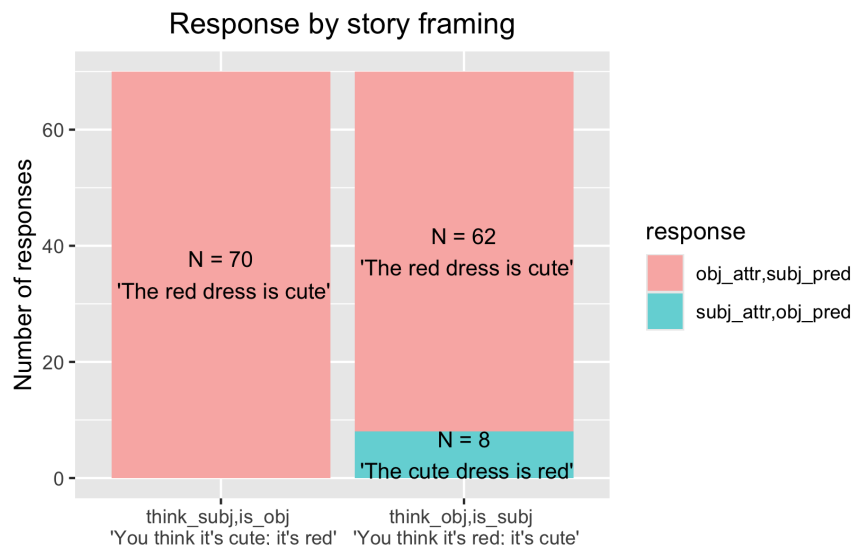 Response by story framing
Number of responses
60
40
20
0
N = 70
'The red dress is cute'
N = 62
'The red dress is cute'
N = 8
'The cute dress is red'
think_subj,is_obj
'You think it's cute; it's red'
think_obj,is_subj
'You think it's red; it's cute'
response
obj_attr,subj_pred
subj_attr,obj_pred